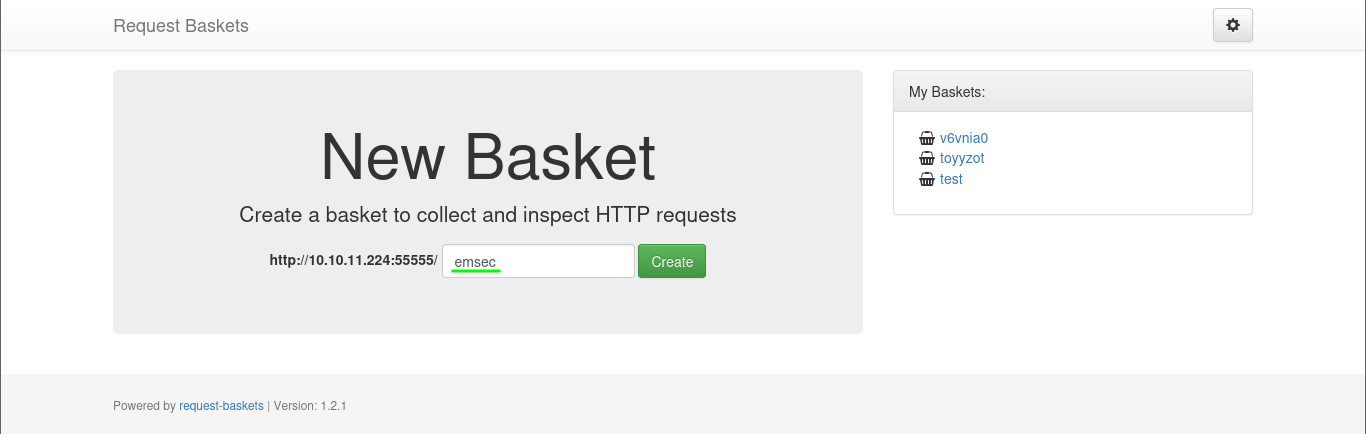 Request Baskets
New Basket
Create a basket to collect and inspect HTTP requests
http://10.10.11.224:55555/ emsec Create
My Baskets:
v6vnia0
toyyzot
test
Powered by request-baskets | Version: 1.2.1